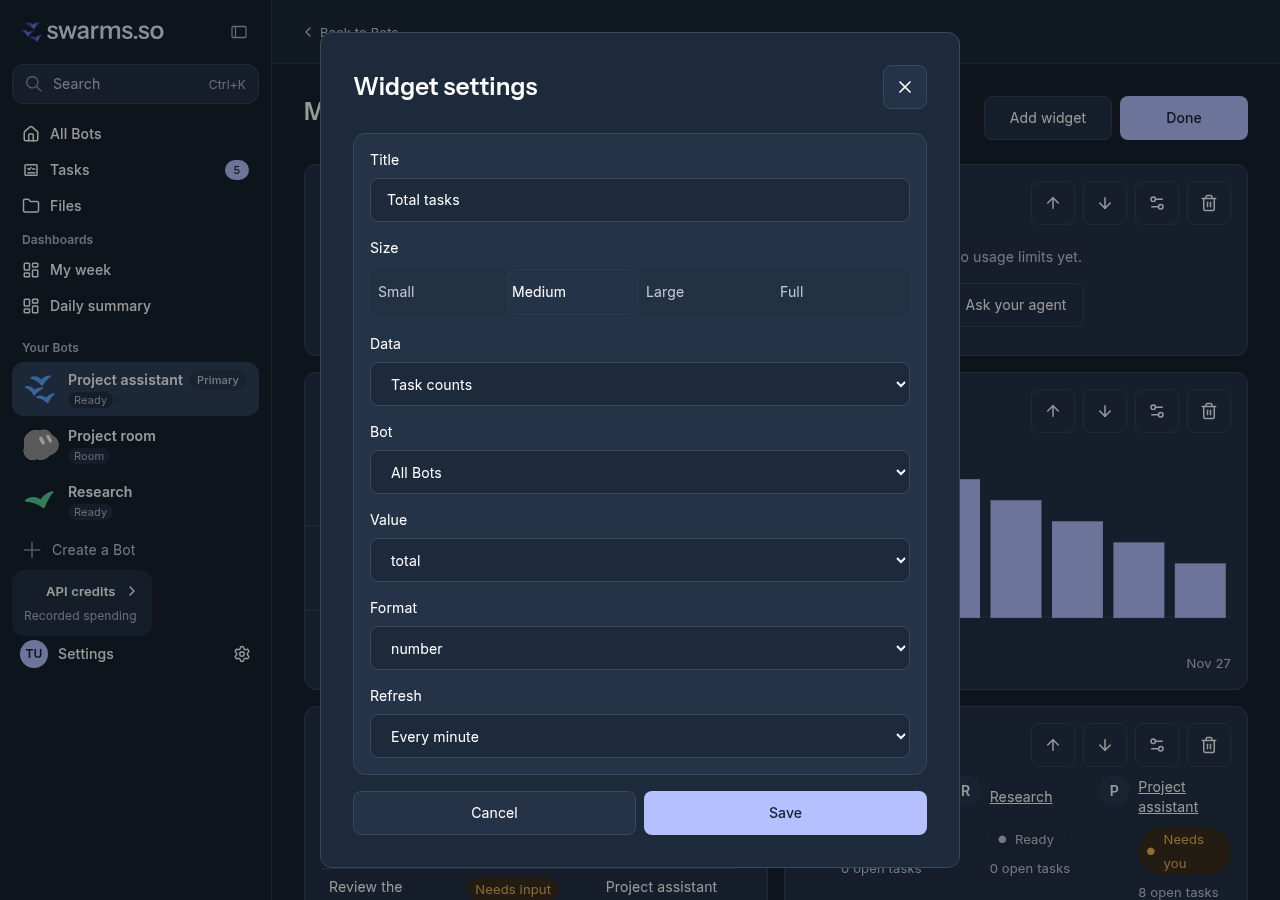 swarms.so
Search
Ctrl+K
All Bots
Tasks
5
Files
Dashboards
My week
Daily summary
Your Bots
Project assistant
Primary
Ready
Project room
Room
Research
Ready
Create a Bot
API credits
Recorded spending
TU
Settings
Back to Bots
M
Add widget
Done
Widget settings
Title
Total tasks
Size
Small
Medium
Large
Full
Data
Task counts
Bot
All Bots
Value
total
Format
number
Refresh
Every minute
Cancel
Save
o usage limits yet.
Ask your agent
Nov 27
R
Research
Ready
0 open tasks
0 open tasks
P
Project
assistant
Needs
you
8 open tasks
Review the
Needs input
Project assistant